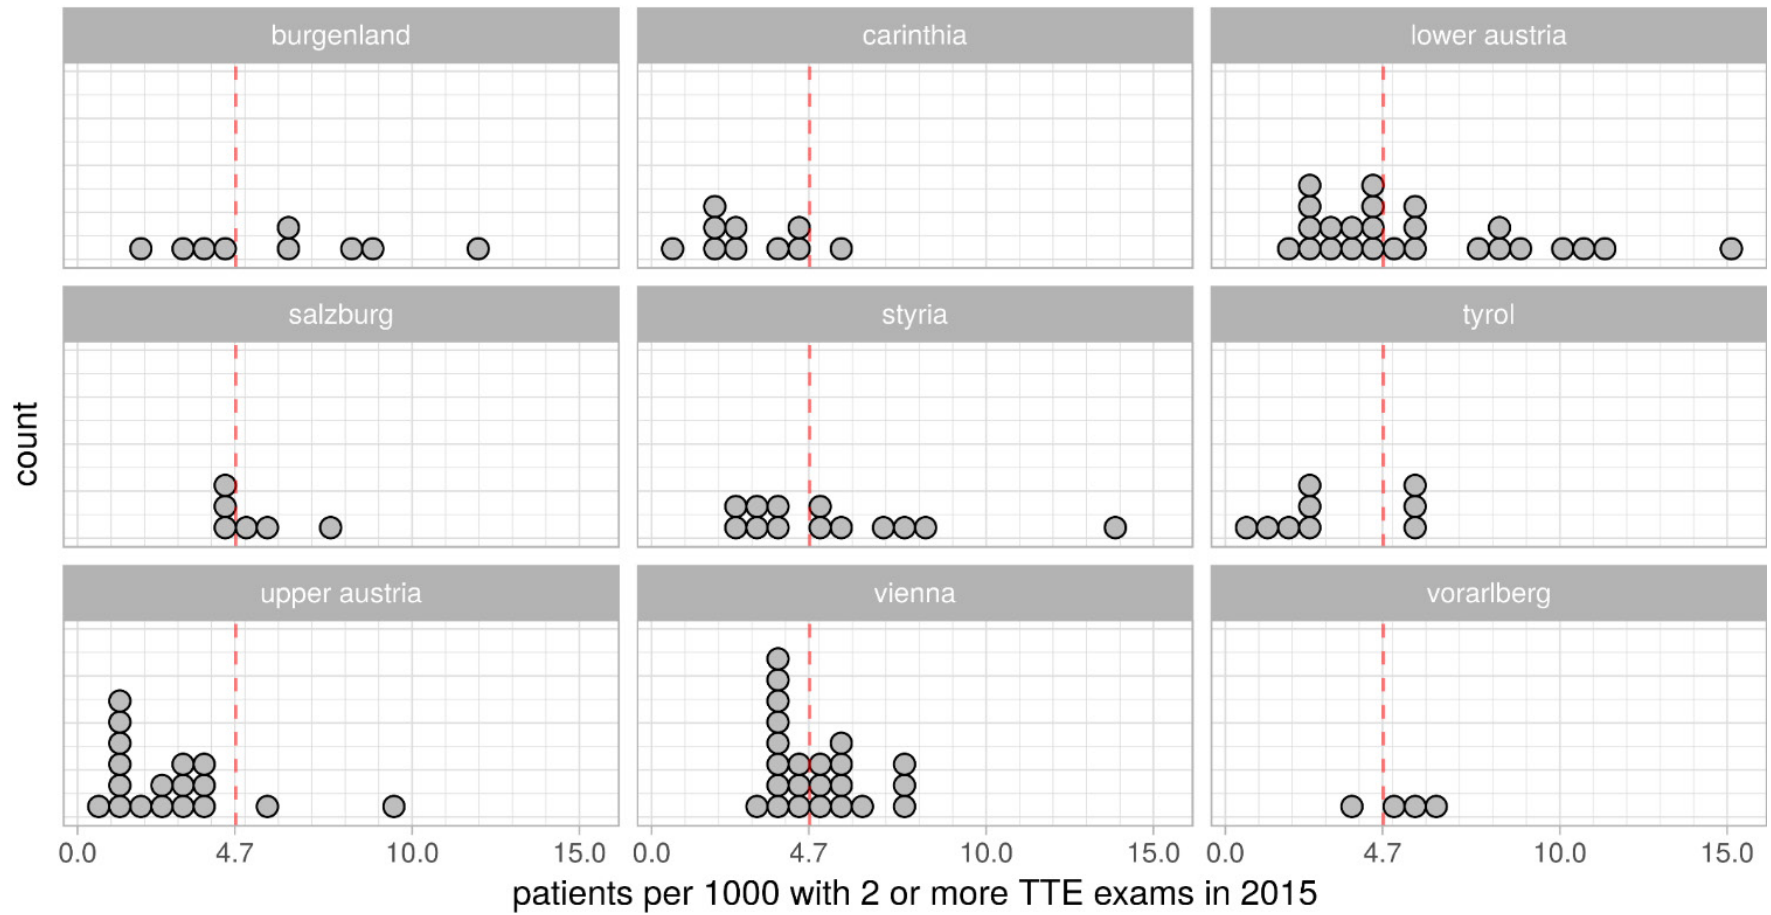 burgenland
carinthia
lower austria
salzburg
styria
tyrol
count
upper austria
vienna
vorarlberg
0.0 4.7 10.0 15.0 0.0 4.7 10.0 15.0 0.0 4.7 10.0 15.0
patients per 1000 with 2 or more TTE exams in 2015